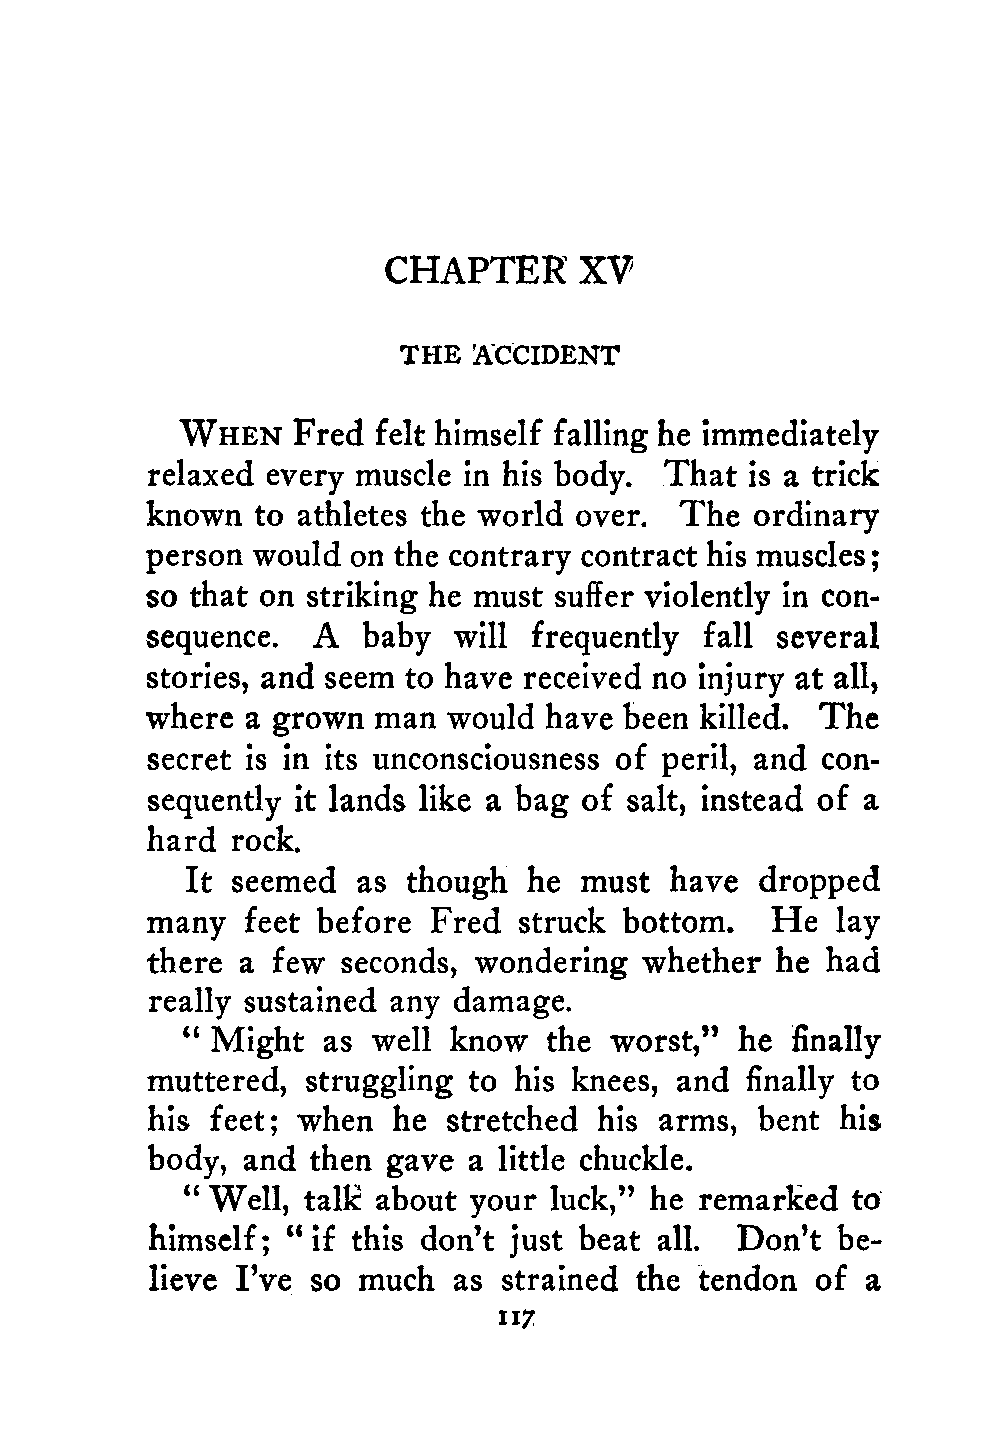 CHAPTER XV
THE ACCIDENT
WHEN Fred felt himself falling he immediately
relaxed every muscle in his body. That is a trick
known to athletes the world over. The ordinary
person would on the contrary contract his muscles;
so that on striking he must suffer violently in con-
sequence. A baby will frequently fall several
stories, and seem to have received no injury at all,
where a grown man would have been killed. The
secret is in its unconsciousness of peril, and con-
sequently it lands like a bag of salt, instead of a
hard rock.
It seemed as though he must have dropped
many feet before Fred struck bottom. He lay
there a few seconds, wondering whether he had
really sustained any damage.
“Might as well know the worst,” he finally
muttered, struggling to his knees, and finally to
his feet; when he stretched his arms, bent his
body, and then gave a little chuckle.
“Well, talk about your luck,” he remarked to
himself; “if this don't just beat all. Don't be-
lieve I've so much as strained the tendon of a
117